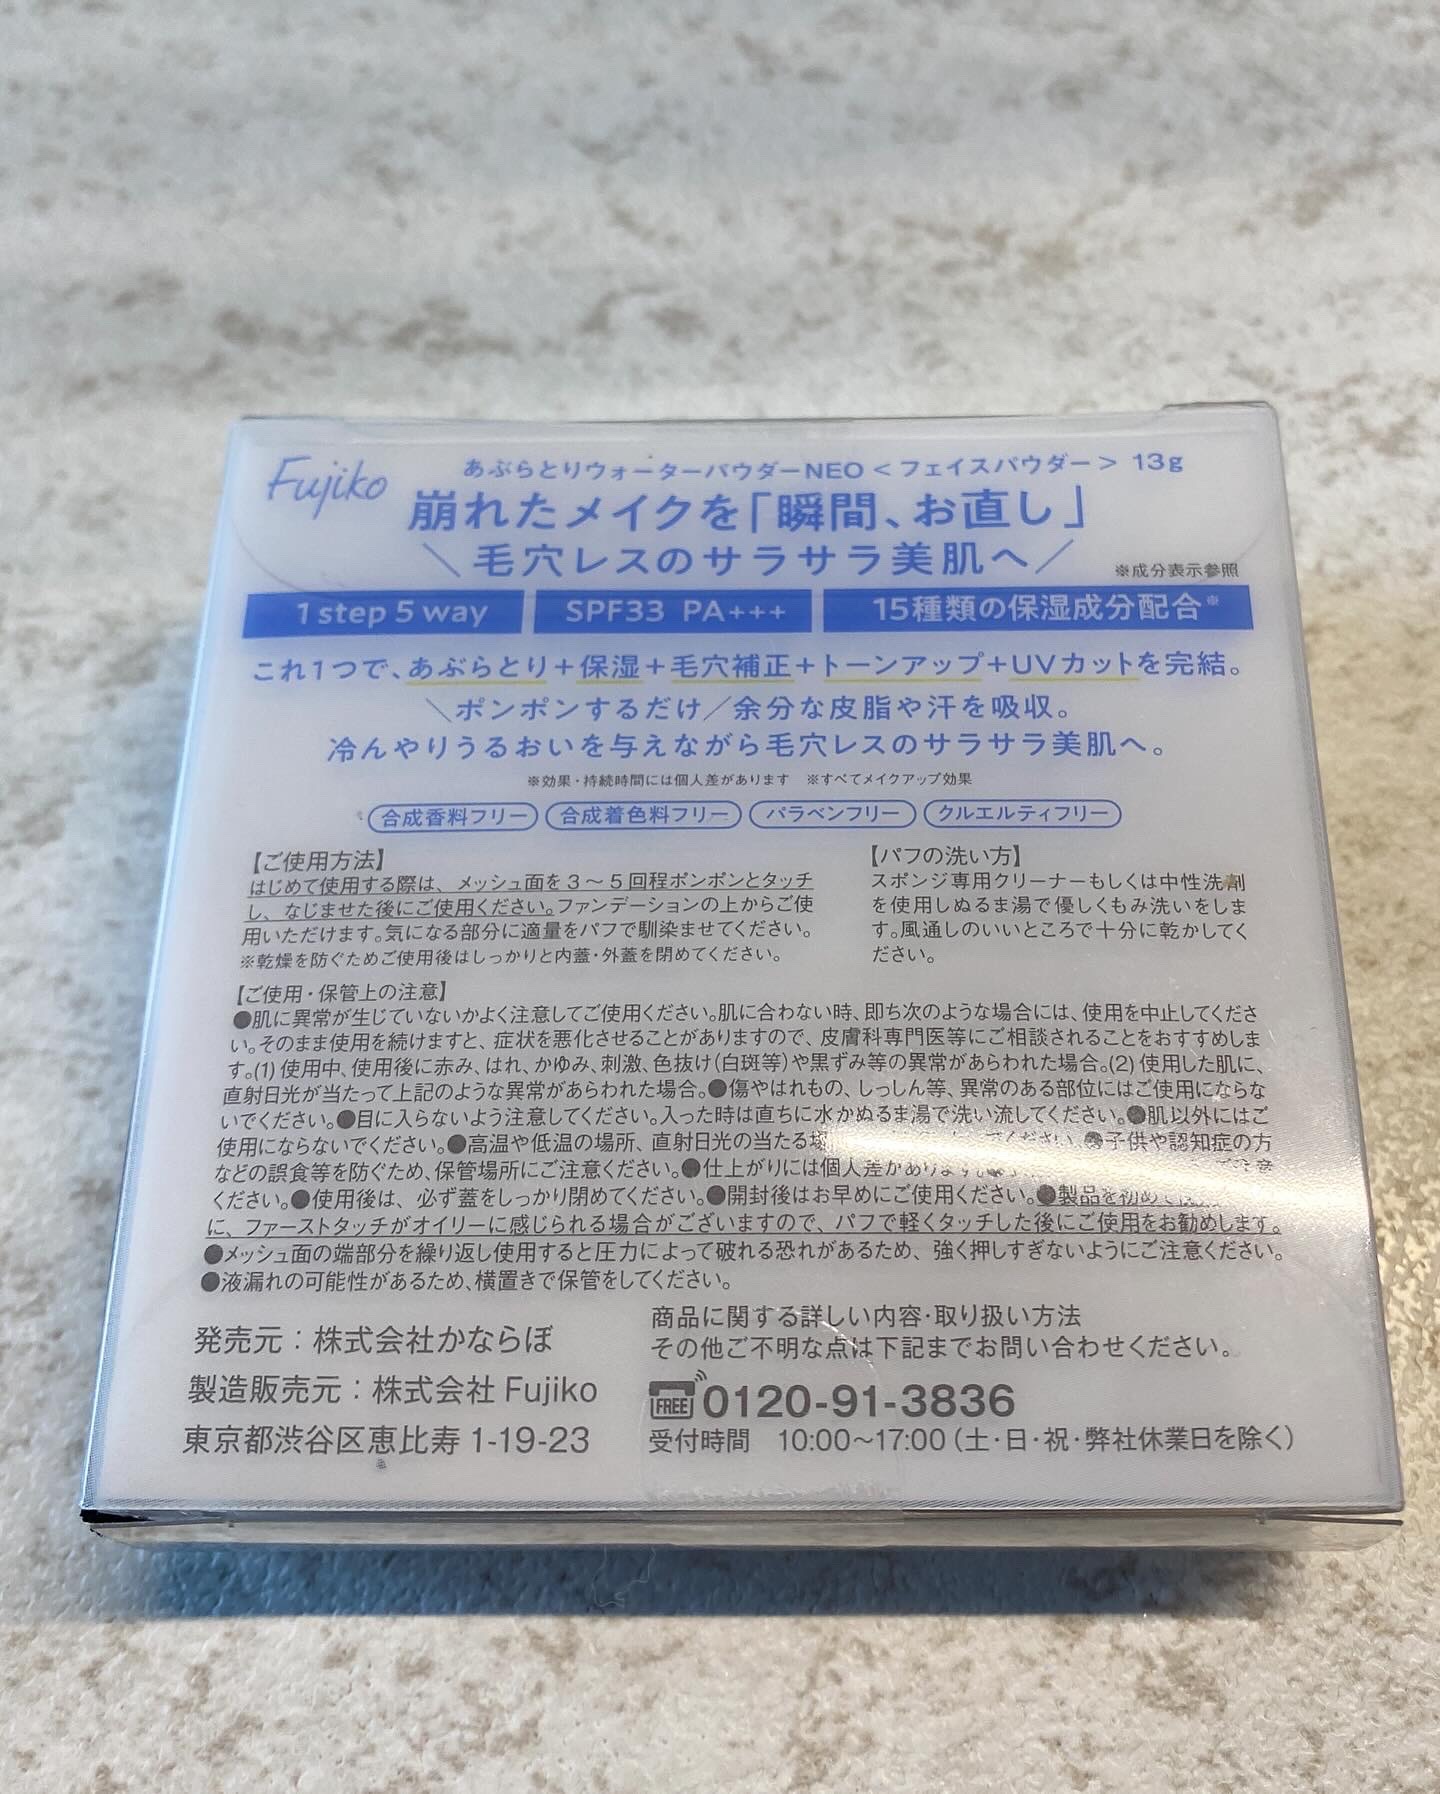 Fujiko
あぶらとりウォーターパウダーNEO＜フェイスパウダー＞ 13g
崩れたメイクを「瞬間、お直し」
＼毛穴レスのサラサラ美肌へ／
※成分表示参照
1 step 5 way
SPF33 PA+++
15種類の保湿成分配合※
これ1つで、あぶらとり+保湿+毛穴補正+トーンアップ+UVカットを完結。
＼ポンポンするだけ／余分な皮脂や汗を吸収。
冷んやりうるおいを与えながら毛穴レスのサラサラ美肌へ。
※効果・持続時間には個人差があります ※すべてメイクアップ効果
合成香料フリー 合成着色料フリー パラベンフリー クルエルティフリー
【ご使用方法】
はじめて使用する際は、メッシュ面を3～5回程ポンポンとタッチ
し、なじませた後にご使用ください。ファンデーションの上からご使
用いただけます。気になる部分に適量をパフで馴染ませてください。
※乾燥を防ぐためご使用後はしっかりと内蓋・外蓋を閉めてください。
【パフの洗い方】
スポンジ専用クリーナーもしくは中性洗剤
を使用しぬるま湯で優しくもみ洗いをしま
す。風通しのいいところで十分に乾かしてく
ださい。
【ご使用・保管上の注意】
●肌に異常が生じていないかよく注意してご使用ください。肌に合わない時、即ち次のような場合には、使用を中止してくださ
い。そのまま使用を続けますと、症状を悪化させることがありますので、皮膚科専門医等にご相談されることをおすすめしま
す。(1)使用中、使用後に赤み、はれ、かゆみ、刺激、色抜け(白斑等)や黒ずみ等の異常があらわれた場合。(2)使用した肌に、
直射日光が当たって上記のような異常があらわれた場合。●傷やはれもの、しっしん等、異常のある部位にはご使用にならな
いでください。●目に入らないよう注意してください。入った時は直ちに水かぬるま湯で洗い流してください。●肌以外にはご
使用にならないでください。●高温や低温の場所、直射日光の当たる でください。●子供や認知症の方
などの誤食等を防ぐため、保管場所にご注意ください。●仕上がりには個人差があります。● ご注意
ください。●使用後は、必ず蓋をしっかり閉めてください。●開封後はお早めにご使用ください。●製品を初めて
に、ファーストタッチがオイリーに感じられる場合がございますので、パフで軽くタッチした後にご使用をお勧めします。
●メッシュ面の端部分を繰り返し使用すると圧力によって破れる恐れがあるため、強く押しすぎないようにご注意ください。
●液漏れの可能性があるため、横置きで保管をしてください。
発売元：株式会社かならぼ
製造販売元：株式会社 Fujiko
東京都渋谷区恵比寿 1-19-23
商品に関する詳しい内容・取り扱い方法
その他ご不明な点は下記までお問い合わせください。
FREE 0120-91-3836
受付時間 10:00～17:00（土・日・祝・弊社休業日を除く）